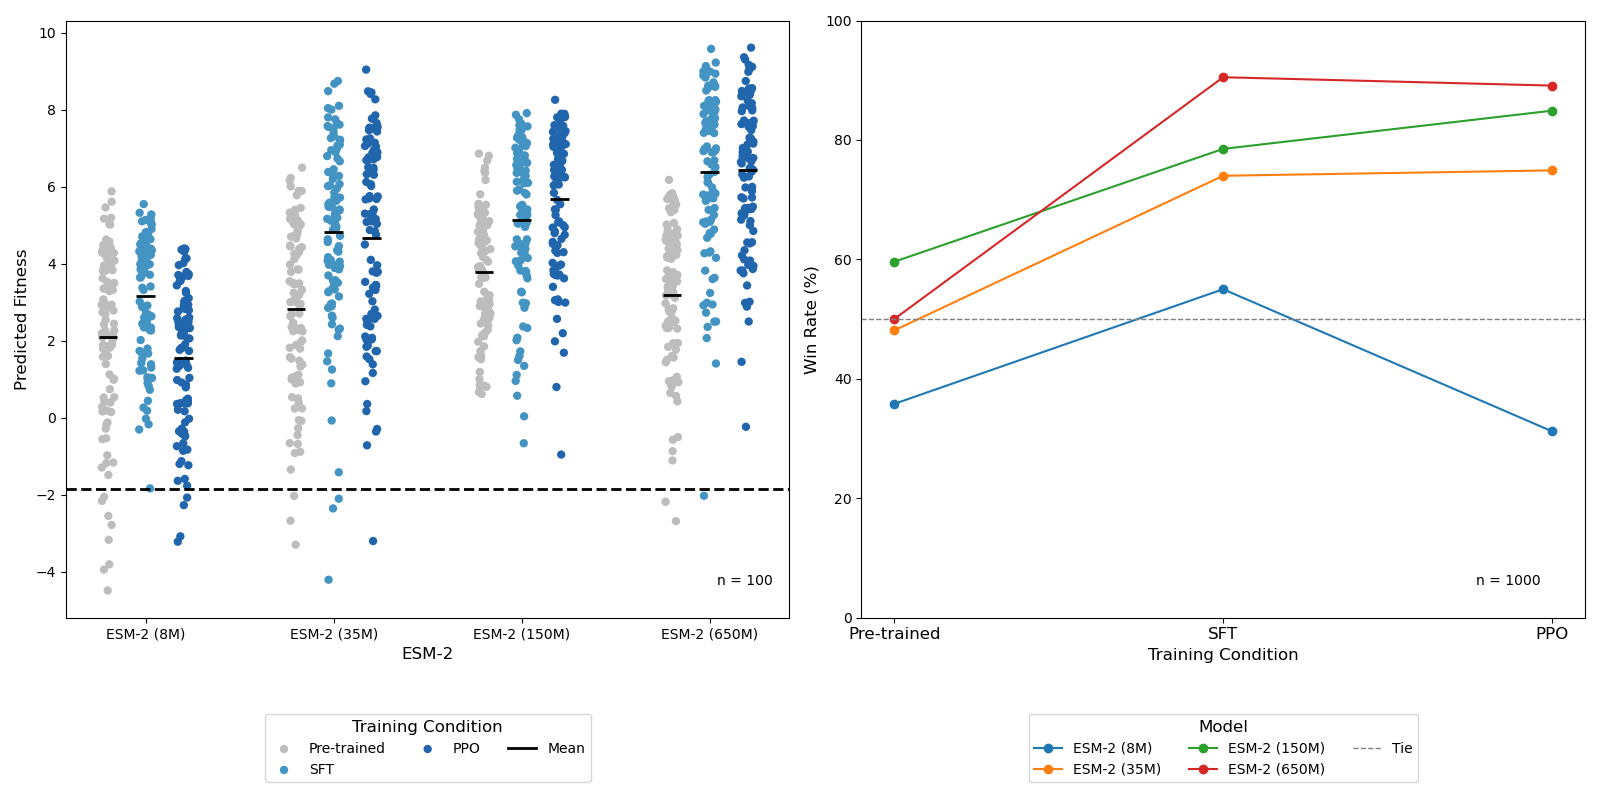 Predicted Fitness
10
8
6
4
2
0
−2
−4
n = 100
ESM-2 (8M)
ESM-2 (35M)
ESM-2 (150M)
ESM-2 (650M)
ESM-2
Training Condition
Pre-trained
SFT
PPO
Mean
Win Rate (%)
100
80
60
40
20
0
n = 1000
Pre-trained
SFT
PPO
Training Condition
Model
ESM-2 (8M)
ESM-2 (35M)
ESM-2 (150M)
ESM-2 (650M)
Tie